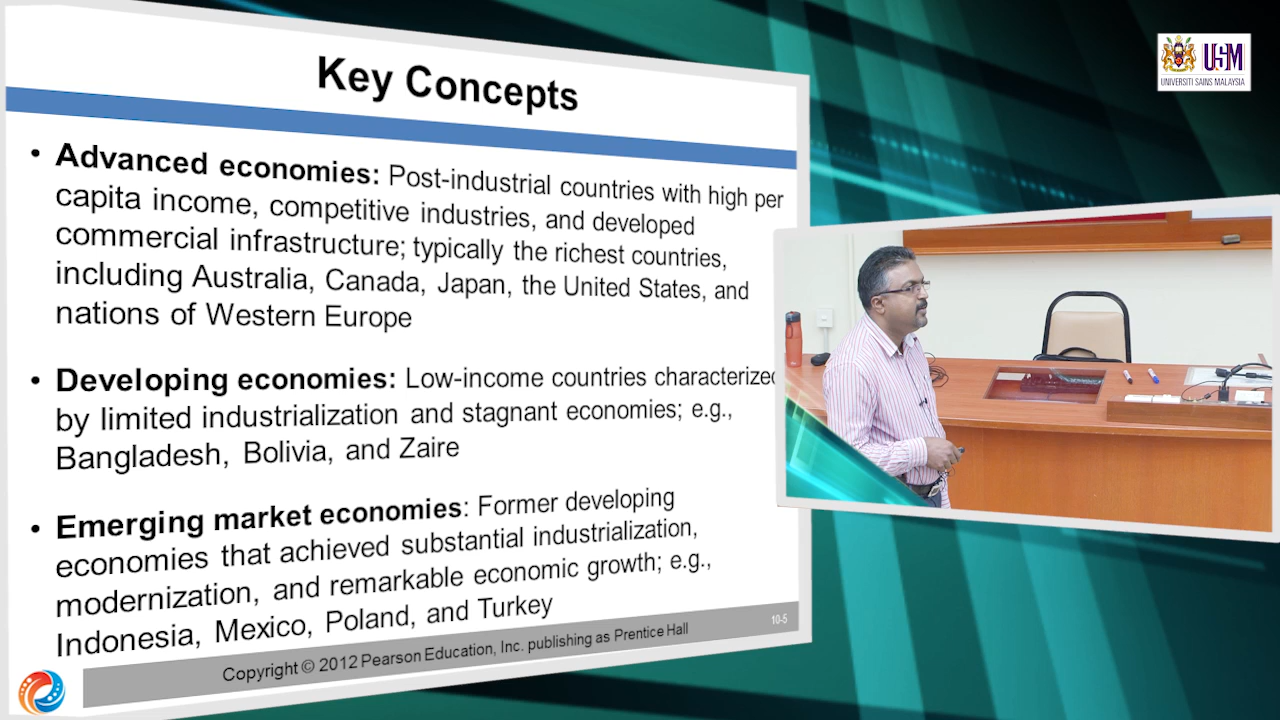 Key Concepts
• Advanced economies: Post-industrial countries with high per
capita income, competitive industries, and developed
commercial infrastructure; typically the richest countries,
including Australia, Canada, Japan, the United States, and
nations of Western Europe
• Developing economies: Low-income countries characterized
by limited industrialization and stagnant economies; e.g.,
Bangladesh, Bolivia, and Zaire
• Emerging market economies: Former developing
economies that achieved substantial industrialization,
modernization, and remarkable economic growth; e.g.,
Indonesia, Mexico, Poland, and Turkey
Copyright © 2012 Pearson Education, Inc. publishing as Prentice Hall
10-5
USM
UNIVERSITI SAINS MALAYSIA